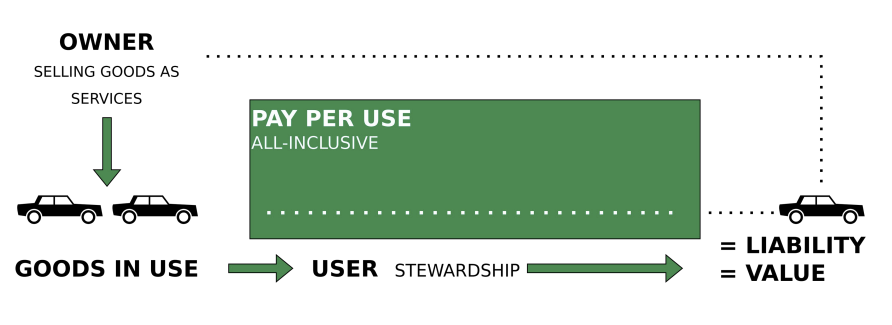 OWNER
SELLING GOODS AS
SERVICES
PAY PER USE
ALL-INCLUSIVE
GOODS IN USE
USER STEWARDSHIP
= LIABILITY
= VALUE